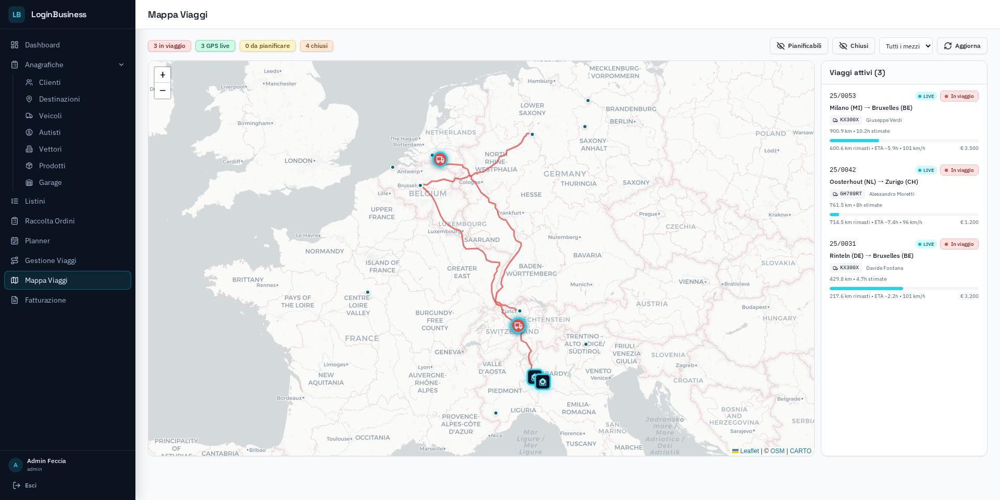 LB LoginBusiness
Dashboard
Anagrafiche
Clienti
Destinazioni
Veicoli
Autisti
Vettori
Prodotti
Garage
Listini
Raccolta Ordini
Planner
Gestione Viaggi
Mappa Viaggi
Fatturazione
A
Admin Feccia
admin
Esci
Mappa Viaggi
3 in viaggio
3 GPS live
0 da pianificare
4 chiusi
Pianificabili
Chiusi
Tutti i mezzi
Aggiorna
+
−
Leeds
Manchester
Liverpool
Birmingham
Cardiff
LONDON
Hamburg
MECKLENBURG-
VORPOMMERN
LOWER
SAXONY
BRANDENBURG
BERLIN
NETHERLANDS
The Hague
Rotterdam
SAXONY-
ANHALT
POLAND
Warsaw
Łódź
NORTH
RHINE-
WESTPHALIA
Antwerp
GERMANY
Cologne
THURINGIA
SAXONY
Brussels
BELGIUM
Lille
HESSE
UPPER
FRANCE
Frankfurt
Prague
Krakow
LUXEMBOURG
Luxembourg
CZECHIA
Le Havre
SAARLAND
Nuremberg
NORMANDY
BAVARIA
ISLAND OF
FRANCE
GREATER
EAST
BADEN-
WÜRTTEMBERG
SLOVAKIA
BRITTANY
Rennes
Munich
VIENNA
Bratislava
PAYS OF
THE LOIRE
CENTRE-
LOIRE
VALLEY
AUSTRIA
Budapest
BURGUNDY-
FREE
COUNTY
Zurich
HUNGARY
SWITZERLAND
FRANCE
TRENTINO -
ALTO ADIGE/
SÜDTIROL
FRIULI -
VENEZIA
GIULIA
GENEVA
SLOVENIA
Limoges
Lyon
VALLE
D'AOSTA
Zagreb
NEW
AQUITANIA
AUVERGNE-
RHÔNE-
ALPES
VENETO
Venice
CROATIA
PIEDMONT
Bordeaux
Belgrade
LIGURIA
EMILIA-
ROMAGNA
BOSNIA
AND
HERZEGOVINA
PROVENCE-
ALPES-CÔTE
D'AZUR
Jadransko
more /
Mare
Adriatico /
Deti
Adriatik
SAN
MARINO
Sarajevo
Mar
Ligure /
Mer
Ligure
Florence
Nice
Toulouse
OCCITANIA
TUSCANY
MARCHE
Marseille
PRINCIPALITY
OF
Bilbao
CANTABRIA
Leaflet | © OSM | CARTO
Viaggi attivi (3)
25/0053 LIVE In viaggio
Milano (MI) → Bruxelles (BE)
KX300X Giuseppe Verdi
900.9 km • 10.2h stimate
600.6 km rimasti • ETA ~5.9h • 101 km/h € 3.500
25/0042 LIVE In viaggio
Oosterhout (NL) → Zurigo (CH)
GH789RT Alessandro Moretti
761.5 km • 8h stimate
714.5 km rimasti • ETA ~7.4h • 96 km/h € 1.200
25/0031 LIVE In viaggio
Rinteln (DE) → Bruxelles (BE)
KX300X Davide Fontana
429.8 km • 4.7h stimate
217.6 km rimasti • ETA ~2.2h • 101 km/h € 3.200